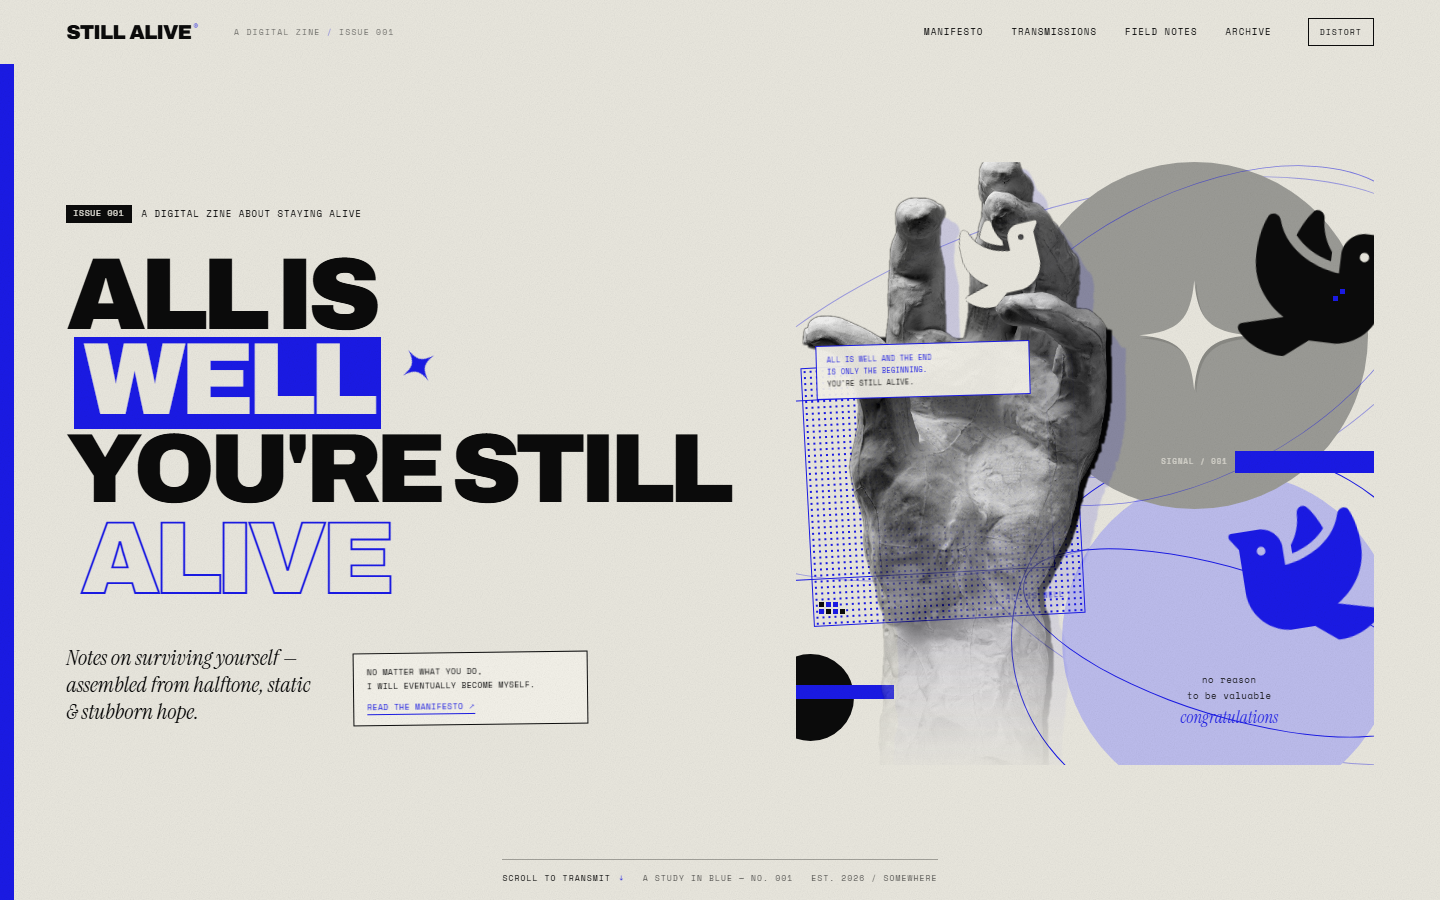 STILL ALIVE®
A DIGITAL ZINE / ISSUE 001
MANIFESTO
TRANSMISSIONS
FIELD NOTES
ARCHIVE
DISTORT
ISSUE 001
A DIGITAL ZINE ABOUT STAYING ALIVE
ALL IS
WELL
YOU'RE STILL
ALIVE
Notes on surviving yourself —
assembled from halftone, static
& stubborn hope.
NO MATTER WHAT YOU DO,
I WILL EVENTUALLY BECOME MYSELF.
READ THE MANIFESTO ↗
ALL IS WELL AND THE END
IS ONLY THE BEGINNING.
YOU'RE STILL ALIVE.
SIGNAL / 001
no reason
to be valuable
congratulations
SCROLL TO TRANSMIT ↓
A STUDY IN BLUE — NO. 001
EST. 2026 / SOMEWHERE